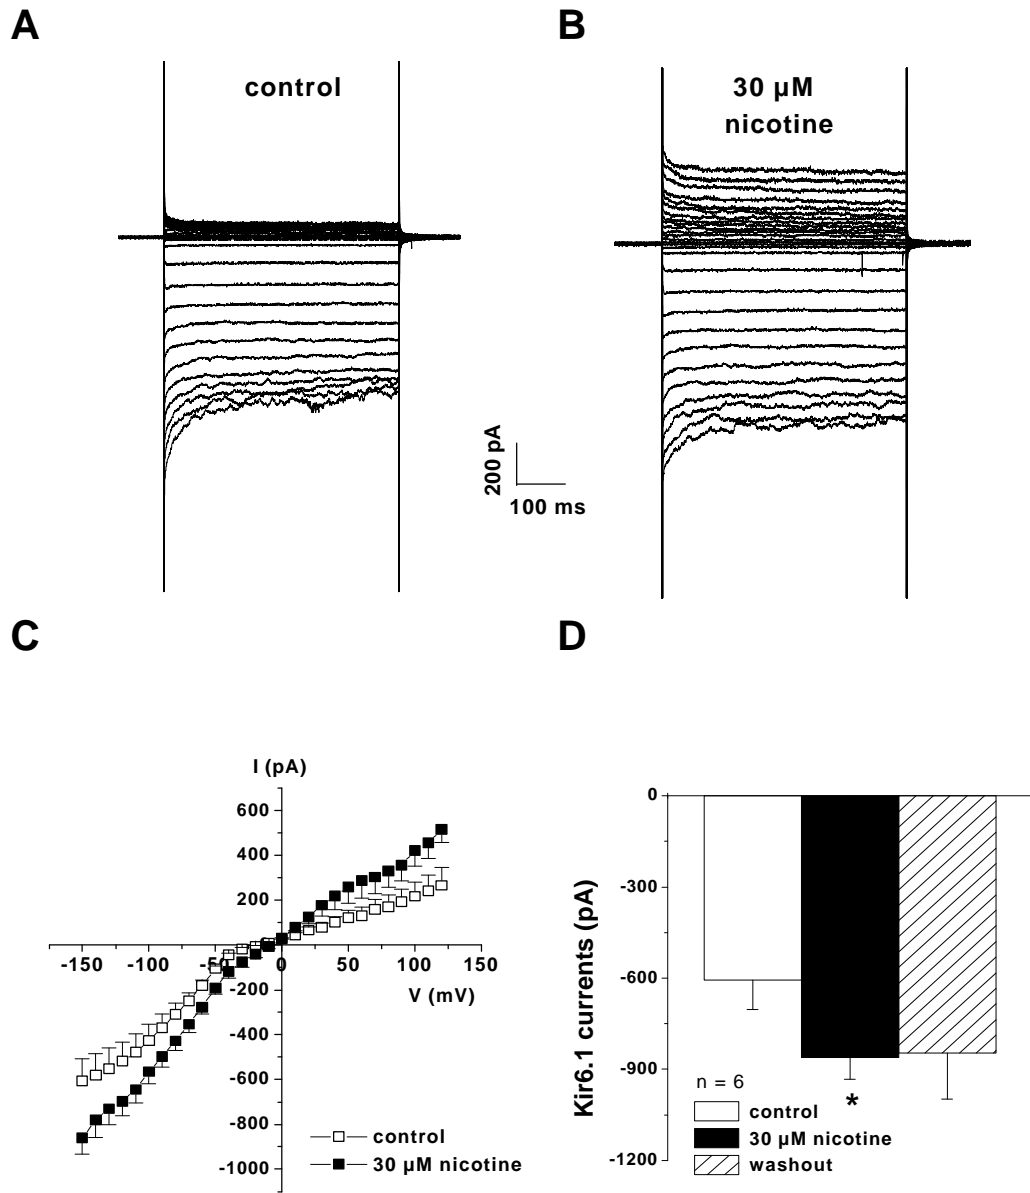 A
B
control
30 µM
nicotine
200 pA
100 ms
C
D
I (pA)
600
400
200
-150
-100
-50
0
50
100
150
V (mV)
-200
-400
-600
-800
-1000
control
30 µM nicotine
Kir6.1 currents (pA)
0
-300
-600
-900
-1200
*
n = 6
control
30 µM nicotine
washout